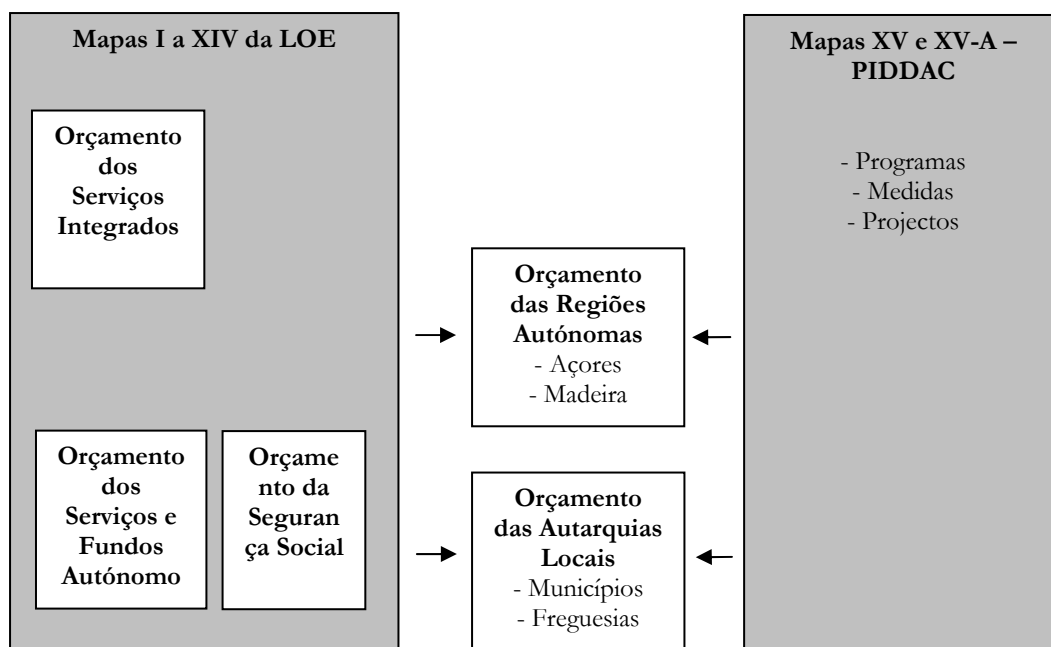 Mapas I a XIV da LOE
Orçamento
dos
Serviços
Integrados
Orçamento
dos
Serviços e
Fundos
Autónomo
Orçame
nto da
Seguran
ça Social
Orçamento
das Regiões
Autónomas
- Açores
- Madeira
Orçamento
das Autarquias
Locais
- Municípios
- Freguesias
Mapas XV e XV-A –
PIDDAC
- Programas
- Medidas
- Projectos